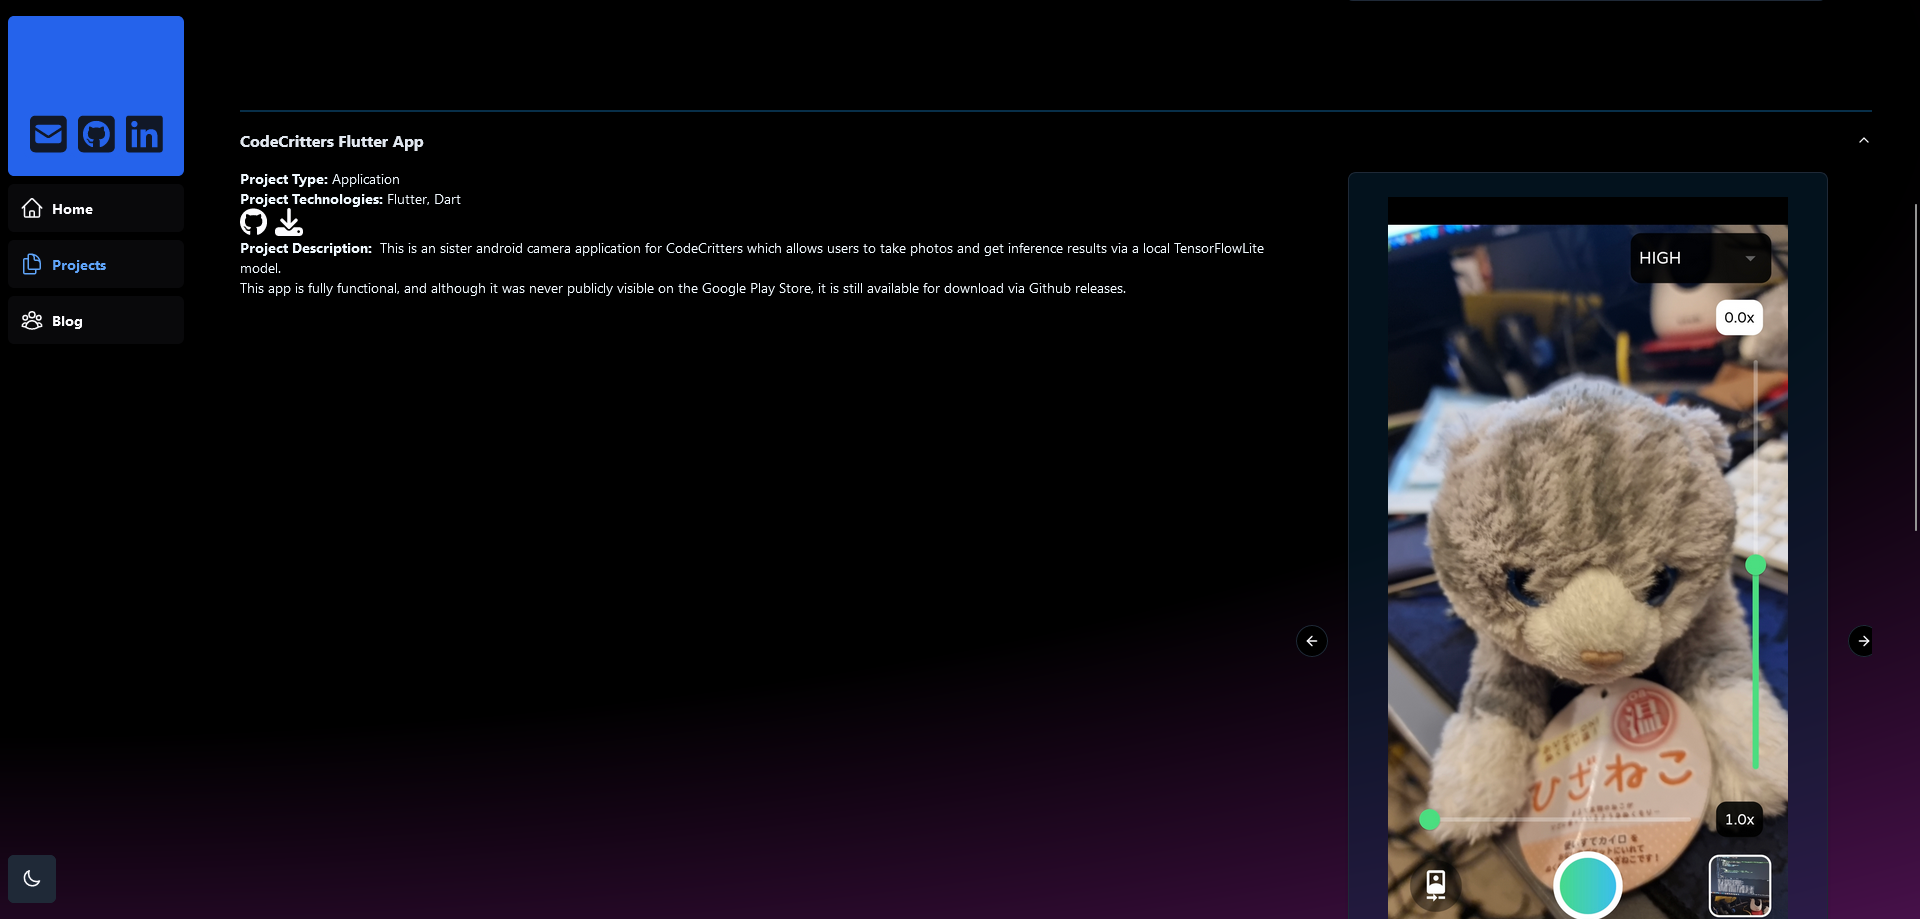 Home
Projects
Blog
CodeCritters Flutter App
Project Type: Application
Project Technologies: Flutter, Dart
Project Description: This is an sister android camera application for CodeCritters which allows users to take photos and get inference results via a local TensorFlowLite
model.
This app is fully functional, and although it was never publicly visible on the Google Play Store, it is still available for download via Github releases.
HIGH
0.0x
温
ひざねこ
1.0x